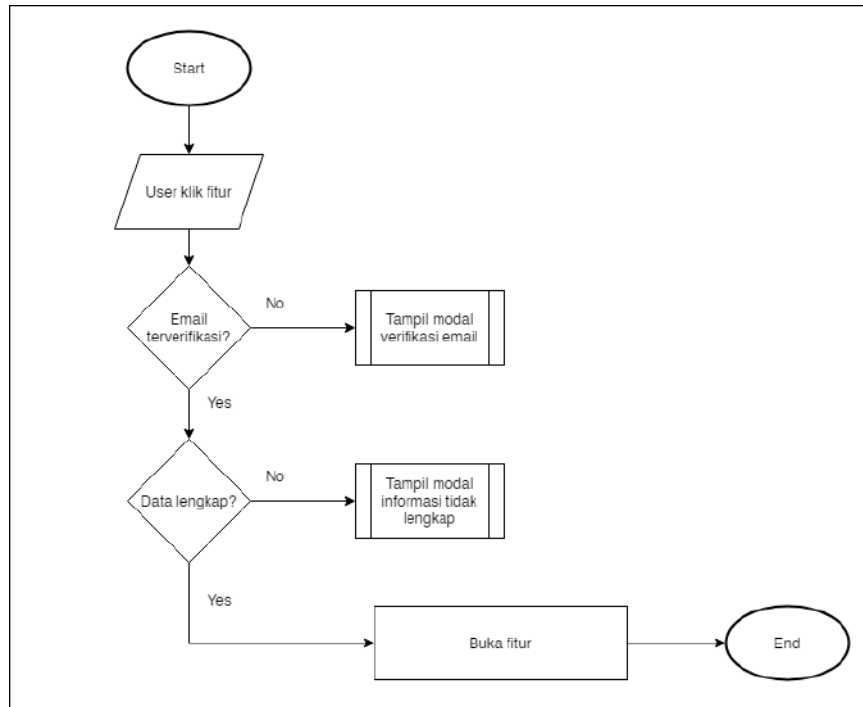 Start
User klik fitur
Email
terverifikasi?
No
Tampil modal
verifikasi email
Yes
Data lengkap?
No
Tampil modal
informasi tidak
lengkap
Yes
Buka fitur
End